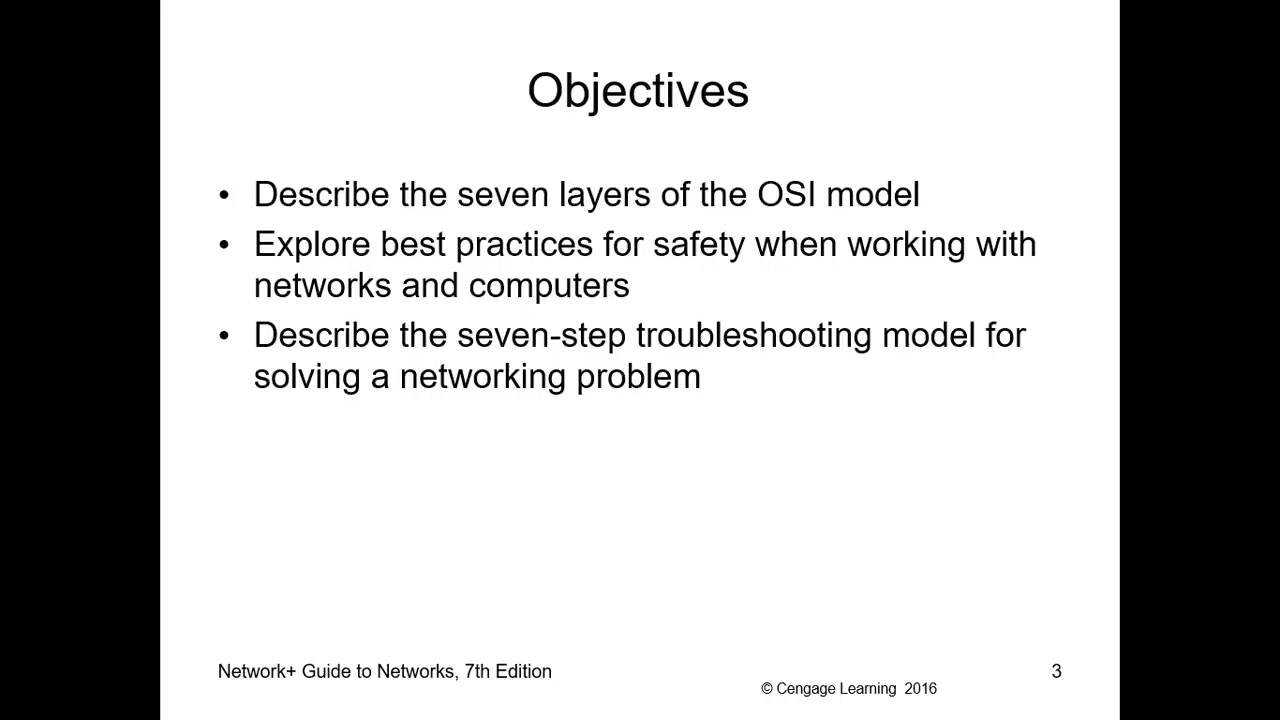 Objectives
• Describe the seven layers of the OSI model
• Explore best practices for safety when working with
networks and computers
• Describe the seven-step troubleshooting model for
solving a networking problem
Network+ Guide to Networks, 7th Edition
3
© Cengage Learning 2016